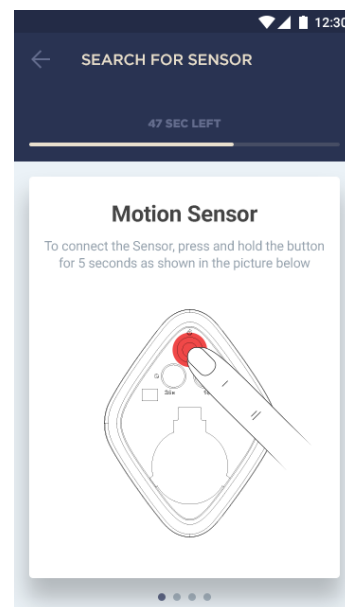 12:30
SEARCH FOR SENSOR
47 SEC LEFT
Motion Sensor
To connect the Sensor, press and hold the button
for 5 seconds as shown in the picture below